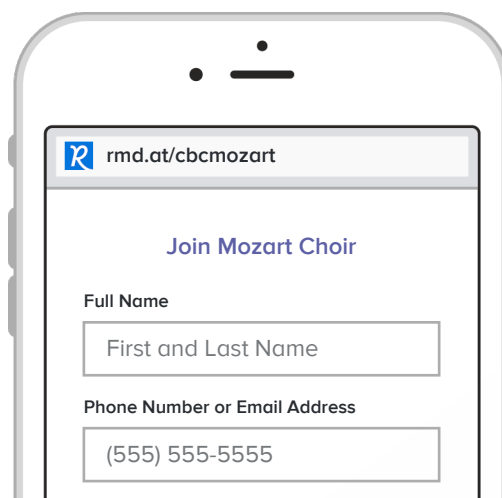 rmd.at/cbcmozart
Join Mozart Choir
Full Name
First and Last Name
Phone Number or Email Address
(555) 555-5555